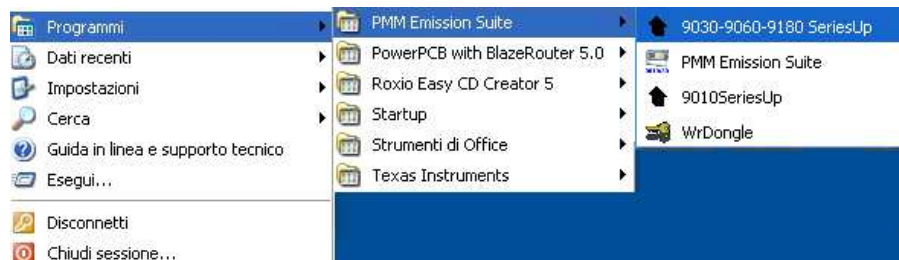 Programmi
Dati recenti
Impostazioni
Cerca
Guida in linea e supporto tecnico
Esegui...
Disconnetti
Chiudi sessione...
PMM Emission Suite
PowerPCB with BlazeRouter 5.0
Roxio Easy CD Creator 5
Startup
Strumenti di Office
Texas Instruments
9030-9060-9180 SeriesUp
PMM Emission Suite
9010SeriesUp
WrDongle